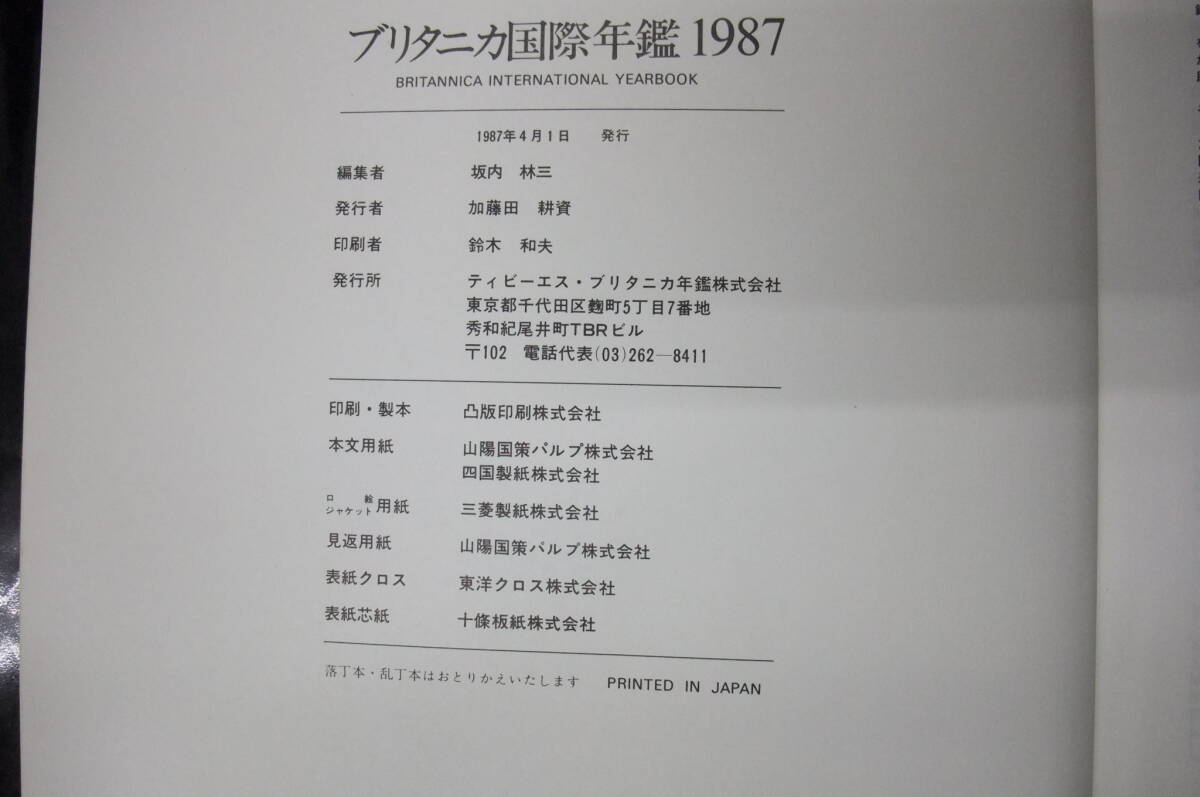 ブリタニカ国際年鑑 1987
BRITANNICA INTERNATIONAL YEARBOOK
1987年4月1日 発行
編集者 坂内 林三
発行者 加藤田 耕資
印刷者 鈴木 和夫
発行所 ティビーエス・ブリタニカ年鑑株式会社
東京都千代田区麴町5丁目7番地
秀和紀尾井町TBRビル
〒102 電話代表(03)262―8411
印刷・製本 凸版印刷株式会社
本文用紙 山陽国策パルプ株式会社
四国製紙株式会社
口絵ジャケット用紙 三菱製紙株式会社
見返用紙 山陽国策パルプ株式会社
表紙クロス 東洋クロス株式会社
表紙芯紙 十條板紙株式会社
落丁本・乱丁本はおとりかえいたします PRINTED IN JAPAN